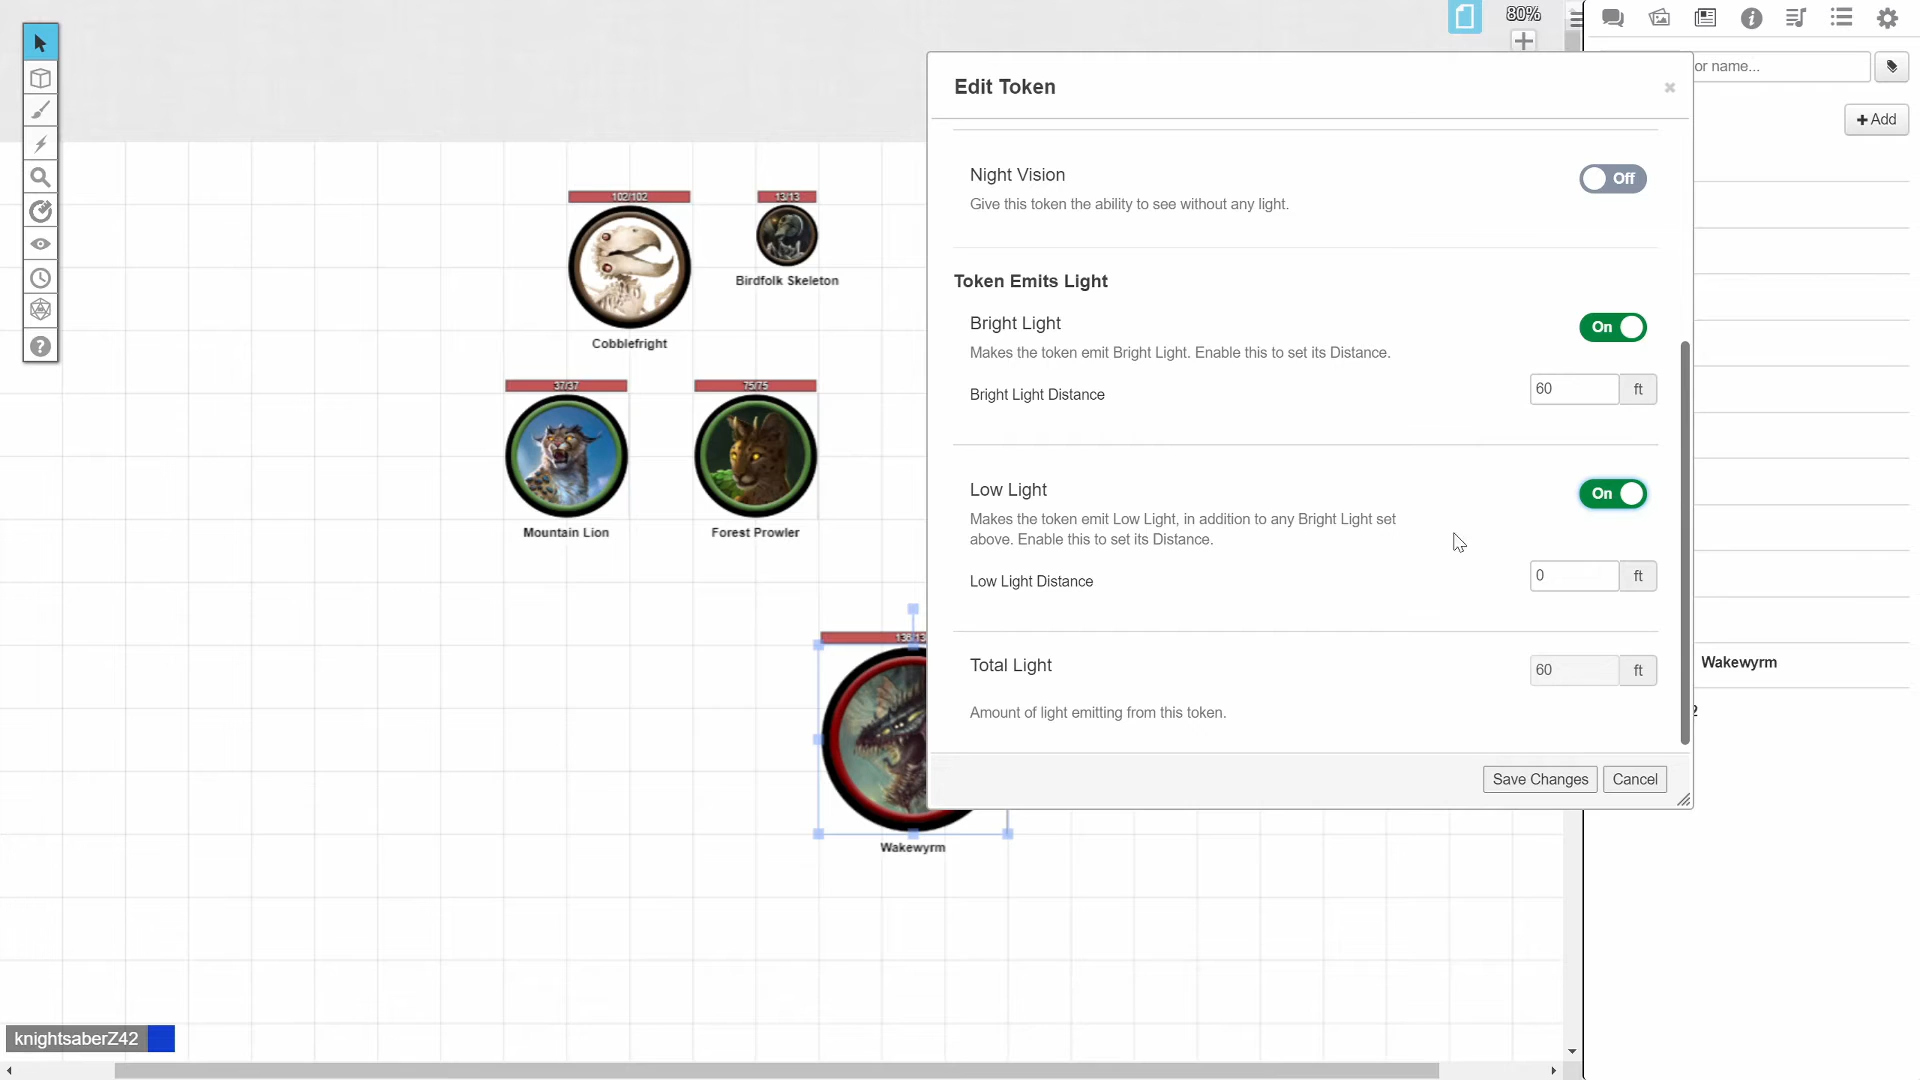 80%
or name...
Edit Token
Add
Night Vision
Off
Give this token the ability to see without any light.
102/102
13/13
Birdfolk Skeleton
Token Emits Light
Bright Light
On
Cobblefright
Makes the token emit Bright Light. Enable this to set its Distance.
37/37
75/75
Bright Light Distance
60
ft
Low Light
On
Makes the token emit Low Light, in addition to any Bright Light set
above. Enable this to set its Distance.
Mountain Lion
Forest Prowler
Low Light Distance
0
ft
Total Light
60
ft
Wakewyrm
Amount of light emitting from this token.
Save Changes
Cancel
Wakewyrm
knightsaberZ42